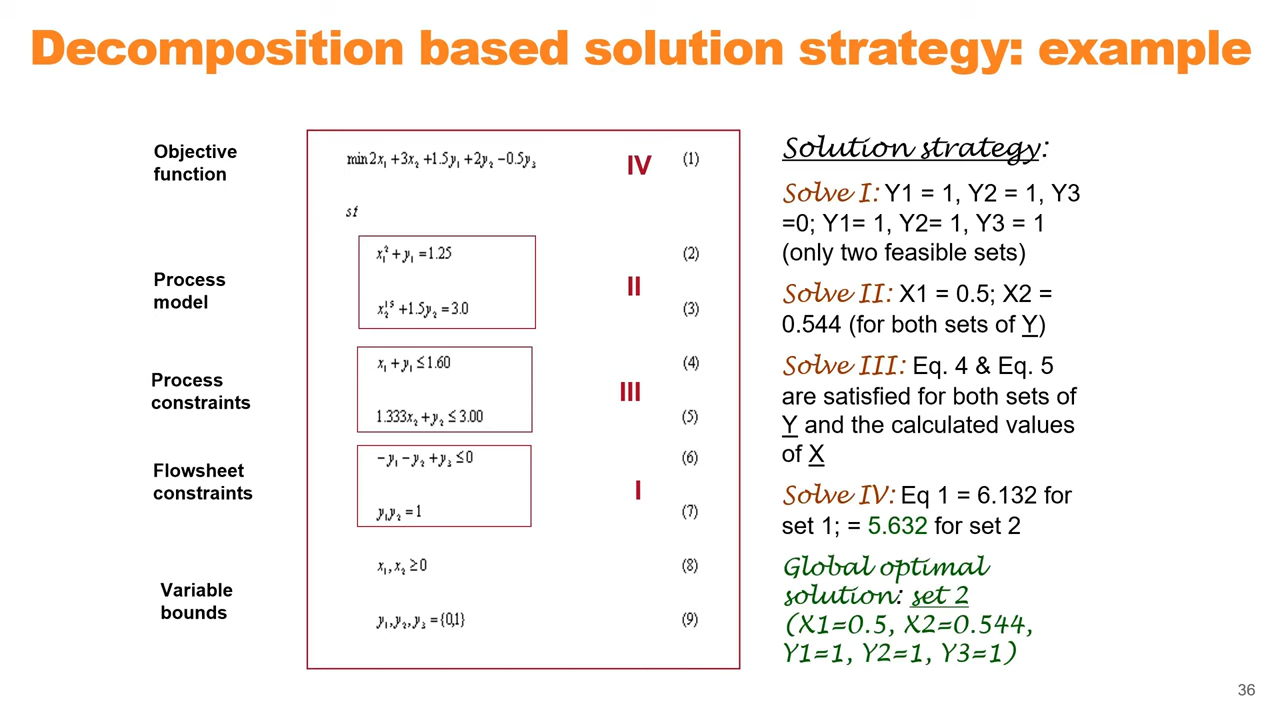 Decomposition based solution strategy: example
Objective
function
min2x₁ +3x₂ +1.5y₁ +2y₂ −0.5y₃
IV
(1)
st
Process
model
x₁² + y₁ =1.25
(2)
II
x₂¹·⁵ +1.5y₂ = 3.0
(3)
Process
constraints
x₁ + y₁ ≤1.60
(4)
III
1.333x₂ + y₂ ≤ 3.00
(5)
Flowsheet
constraints
−y₁ − y₂ + y₃ ≤0
(6)
I
y₁y₂ =1
(7)
Variable
bounds
x₁, x₂ ≥0
(8)
y₁, y₂, y₃ ={0,1}
(9)
Solution strategy:
Solve I: Y1 = 1, Y2 = 1, Y3
=0; Y1= 1, Y2= 1, Y3 = 1
(only two feasible sets)
Solve II: X1 = 0.5; X2 =
0.544 (for both sets of Y)
Solve III: Eq. 4 & Eq. 5
are satisfied for both sets of
Y and the calculated values
of X
Solve IV: Eq 1 = 6.132 for
set 1; = 5.632 for set 2
Global optimal
solution: set 2
(X1=0.5, X2=0.544,
Y1=1, Y2=1, Y3=1)
36